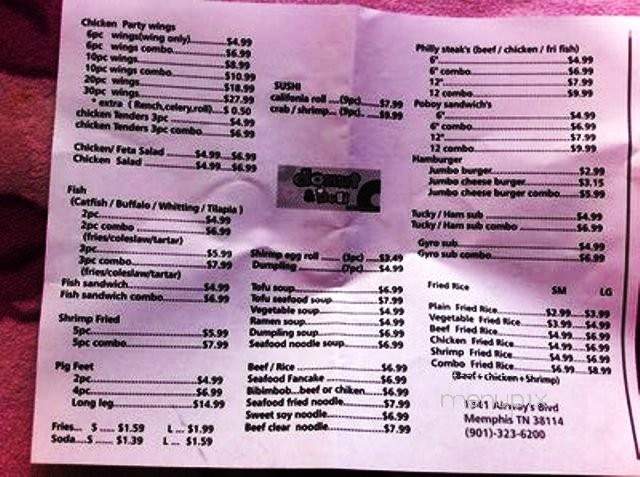 Chicken Party wings
6pc wings(wing only)..........$4.99
6pc wings combo..........$6.99
10pc wings..........$8.99
10pc wings combo..........$10.99
20pc wings..........$18.99
30pc wings..........$27.99
* extra ( Rench,celery,roll)....$ 0.50
chicken Tenders 3pc ..........$4.99
chicken Tenders 3pc combo..........$6.99
Chicken/ Feta Salad ..........$4.99....$6.99
Chicken Salad ..........$4.99....$6.99
Fish
(Catfish / Buffalo / Whitting / Tilapia )
2pc..........$4.99
2pc combo ..........$6.99
(fries/coleslaw/tartar)
3pc..........$5.99
3pc combo..........$7.99
(fries/coleslaw/tartar)
Fish sandwich..........$4.99
Fish sandwich combo..........$6.99
Shrimp Fried
5pc..........$5.99
5pc combo..........$7.99
Pig Feet
2pc..........$4.99
4pc..........$6.99
Long leg..........$14.99
Fries... S ..... $1.59 L ... $1.99
Soda....S ...... $1.39 L .... $1.59
SUSHI
califonia roll ....(9pc)......$7.99
crab / shrimp... (9pc).. ...$9.99
donut
& deli
Shrimp egg roll ...... (3pc) ....$3.49
Dumpling .......... (7pc)....$4.99
Tofu soup..........$6.99
Tofu seafood soup..........$7.99
Vegetable soup..........$4.99
Ramen soup..........$4.99
Dumpling soup..........$6.99
Seafood noodle soup..........$6.99
Beef / Rice ..........$6.99
Seafood Fancake ..........$6.99
Bibimbob...beef or chiken.......$6.99
Seafood fried noodle..........$7.99
Sweet soy noodle..........$6.99
Beef clear noodle..........$7.99
Philly steak's (beef / chicken / fri fish)
6"..........$4.99
6" combo..........$6.99
12"..........$7.99
12 combo..........$9.99
Poboy sandwich's
6"..........$4.99
6" combo..........$6.99
12"..........$7.99
12 combo..........$9.99
Hamburger
Jumbo burger..........$2.99
Jumbo cheese burger..........$3.15
Jumbo cheese burger combo......$5.99
Tucky / Ham sub ..........$4.99
Tucky / Ham sub combo ..........$6.99
Gyro sub..........$4.99
Gyro sub combo..........$6.99
Fried Rice SM LG
Plain Fried Rice..........$2.99....$3.99
Vegetable Fried Rice..........$3.99....$4.99
Beef Fried Rice..........$4.99....$6.99
Chicken Fried Rice..........$4.99....$6.99
Shrimp Fried Rice..........$4.99....$6.99
Combo Fried Rice..........$6.99....$8.99
(Beef+chicken+Shrimp)
menupix
1341 Airway's Blvd
Memphis TN 38114
(901)-323-6200